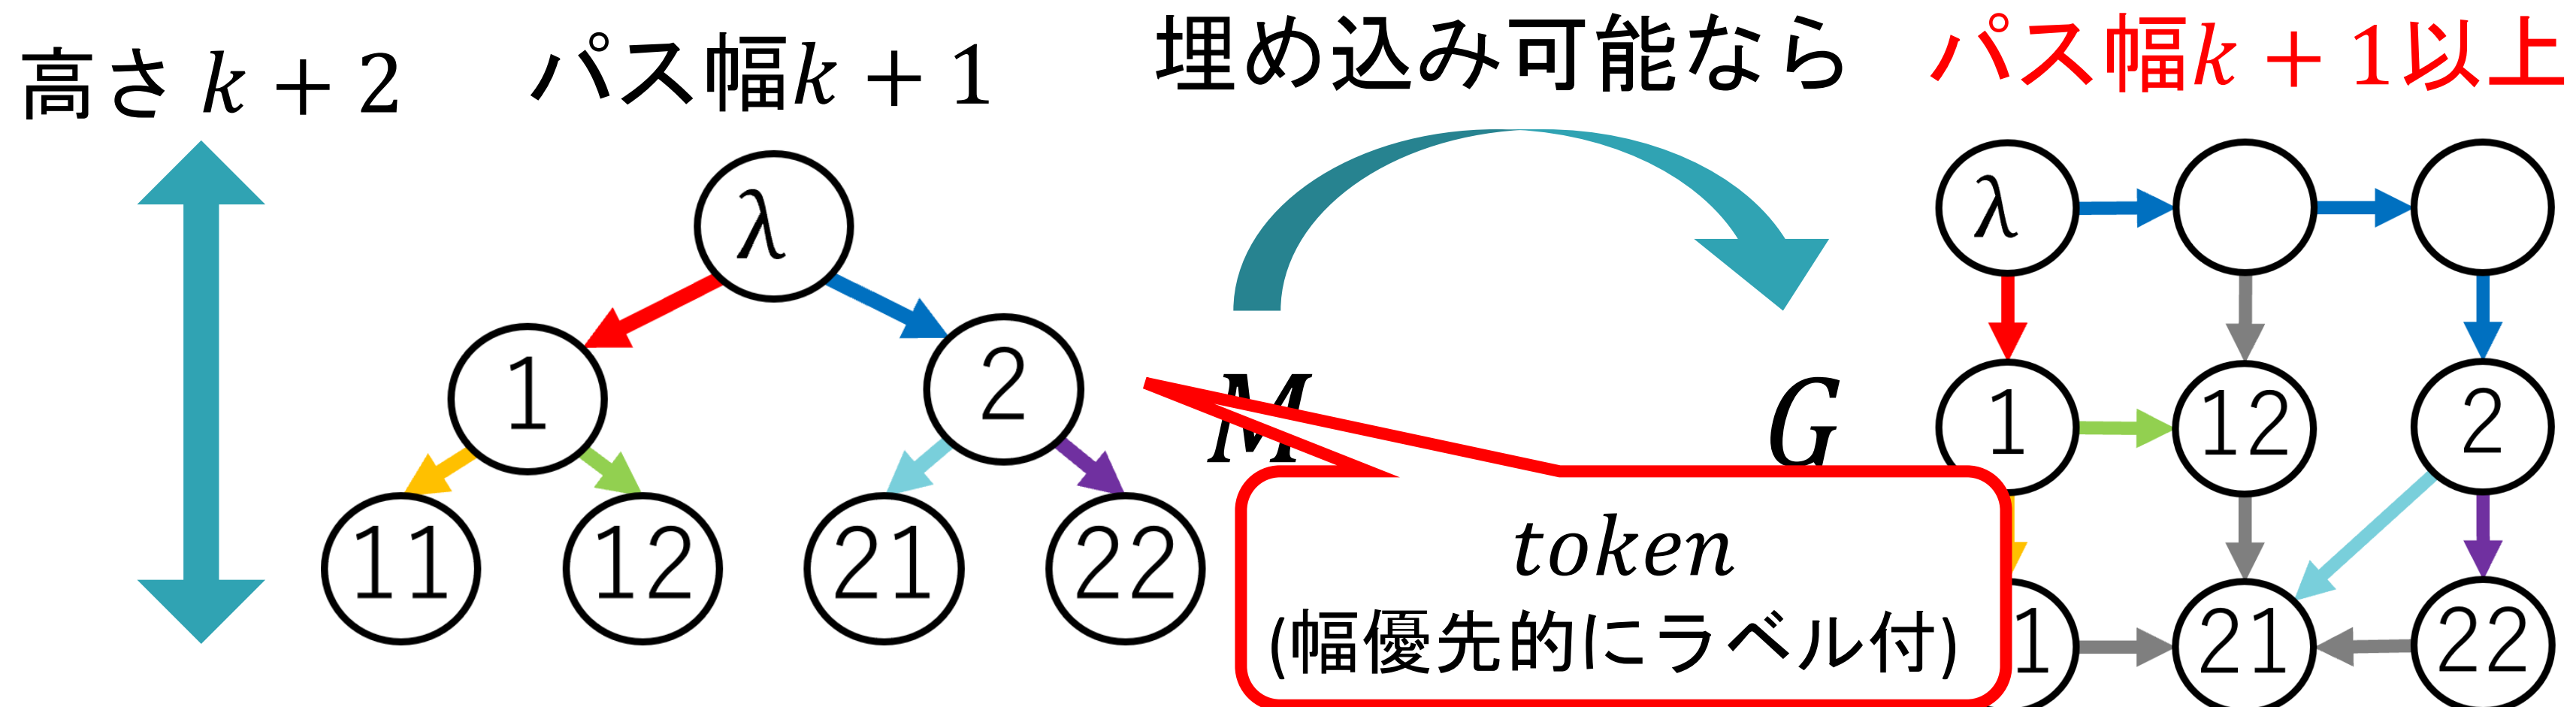 高さ k + 2
パス幅k + 1
埋め込み可能なら
パス幅k + 1以上
λ
1
2
11
12
21
22
M
G
token
(幅優先的にラベル付)
λ
1
12
2
1
21
22